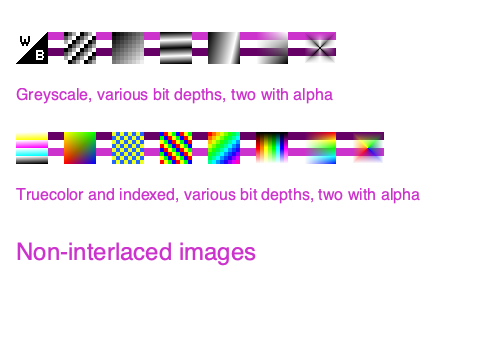 W
B
Greyscale, various bit depths, two with alpha
Truecolor and indexed, various bit depths, two with alpha
Non-interlaced images